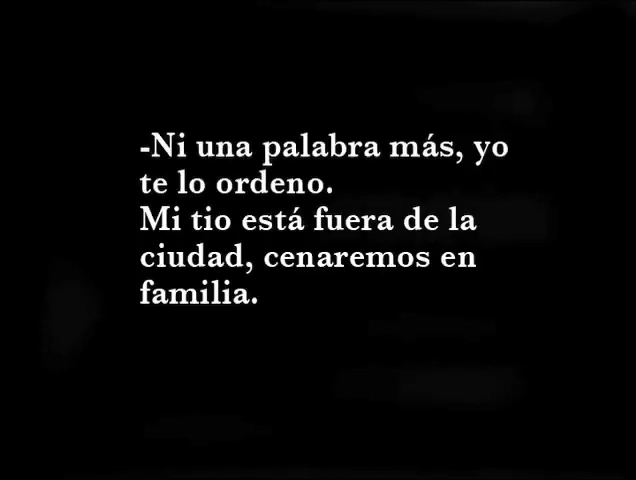 -Ni una palabra más, yo
te lo ordeno.
Mi tio está fuera de la
ciudad, cenaremos en
familia.